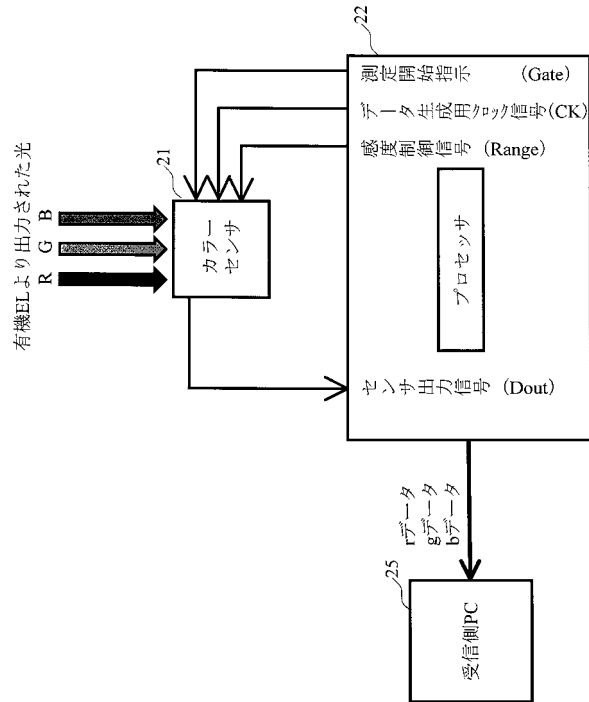 有機ELより出力された光
R
G
B
21
カラー
センサ
22
測定開始指示 (Gate)
データ生成用クロック信号(CK)
感度制御信号 (Range)
プロセッサ
センサ出力信号 (Dout)
rデータ
gデータ
bデータ
25
受信側PC